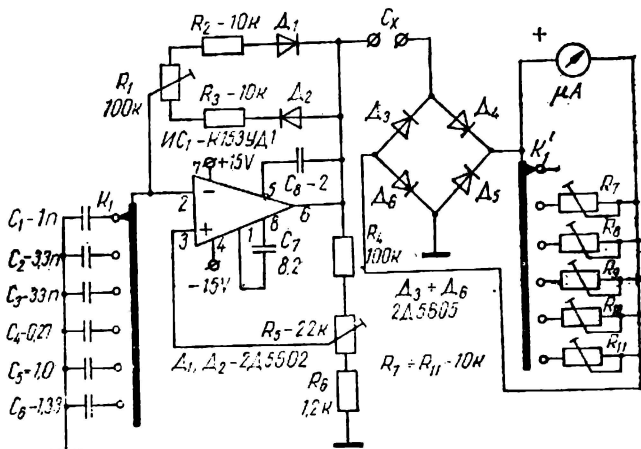 R₂-10к
Д₁
Cₓ
+
R₁
100к
R₃-10к
Д₂
μA
ИС₁-К153УД1
Д₃
Д₄
K₁'
7
+15V
5
C₈-2
Д₆
Д₅
R₇
C₁-1n
K₁
2
-
6
R₄
100к
R₈
C₂-3,3n
3
+
4
1
8
C₇
8,2
R₉
C₃-33n
-15V
Д₃÷Д₆
2Д5605
R₁₀
C₄-0,27
R₅-22к
R₁₁
C₅=1,0
Д₁, Д₂-2Д5602
R₇÷R₁₁-10к
C₆-1,33
R₆
1,2к